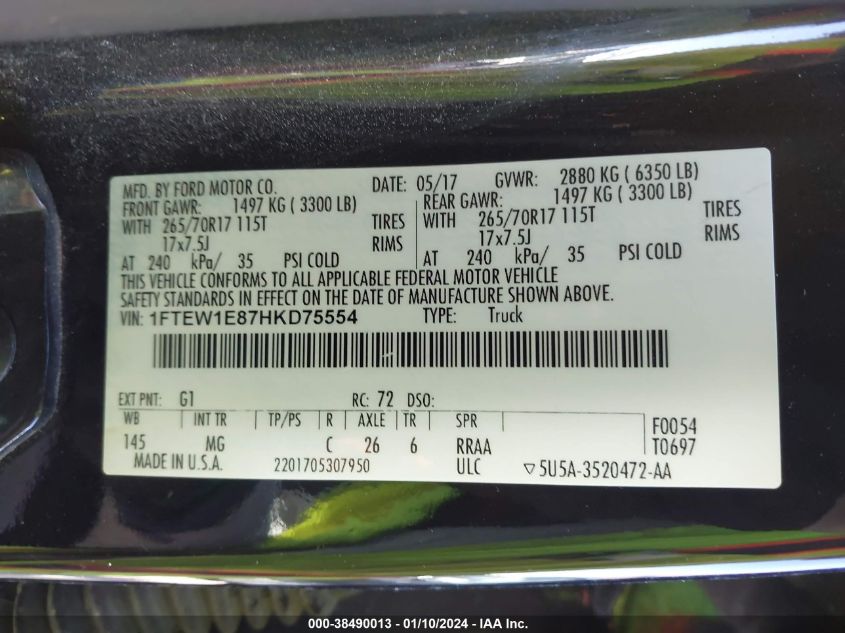 MFD. BY FORD MOTOR CO. DATE: 05/17 GVWR: 2880 KG ( 6350 LB)
FRONT GAWR: 1497 KG ( 3300 LB) REAR GAWR: 1497 KG ( 3300 LB)
WITH 265/70R17 115T TIRES WITH 265/70R17 115T TIRES
17x7.5J RIMS 17x7.5J RIMS
AT 240 kPa/ 35 PSI COLD AT 240 kPa/ 35 PSI COLD
THIS VEHICLE CONFORMS TO ALL APPLICABLE FEDERAL MOTOR VEHICLE
SAFETY STANDARDS IN EFFECT ON THE DATE OF MANUFACTURE SHOWN ABOVE.
VIN: 1FTEW1E87HKD75554 TYPE: Truck
EXT PNT: G1 RC: 72 DSO:
WB INT TR TP/PS R AXLE TR SPR F0054
145 MG C 26 6 RRAA T0697
MADE IN U.S.A. 2201705307950 ULC ▽5U5A-3520472-AA
000-38490013 - 01/10/2024 - IAA Inc.